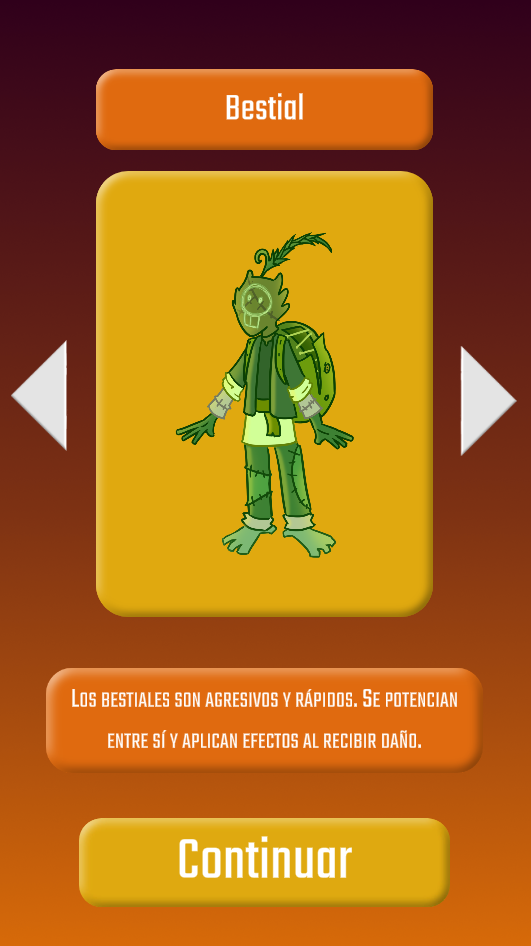 Bestial
Los bestiales son agresivos y rápidos. Se potencian
entre sí y aplican efectos al recibir daño.
Continuar